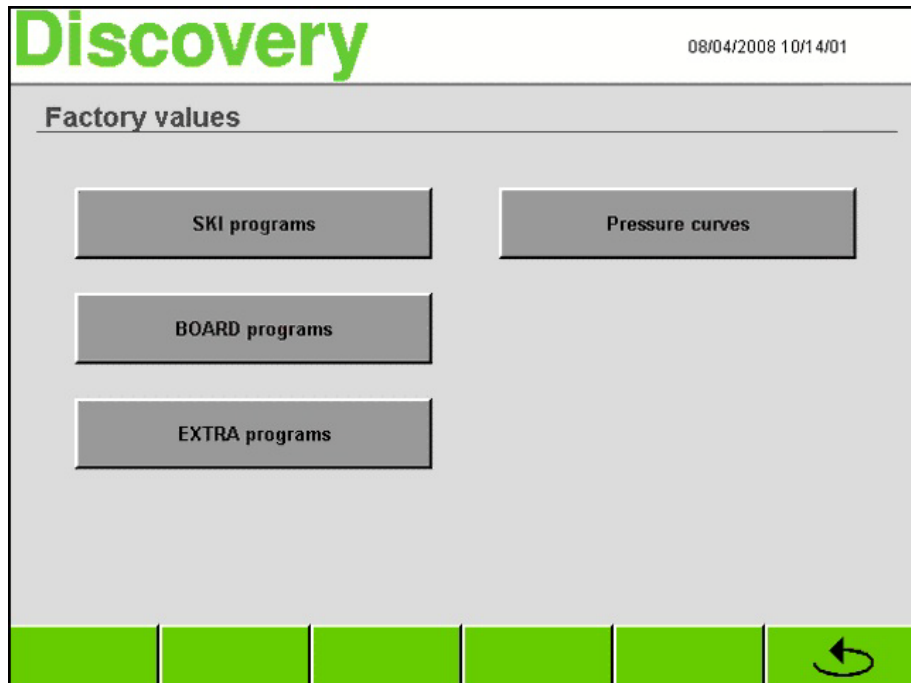 Discovery
08/04/2008 10/14/01
Factory values
SKI programs
Pressure curves
BOARD programs
EXTRA programs